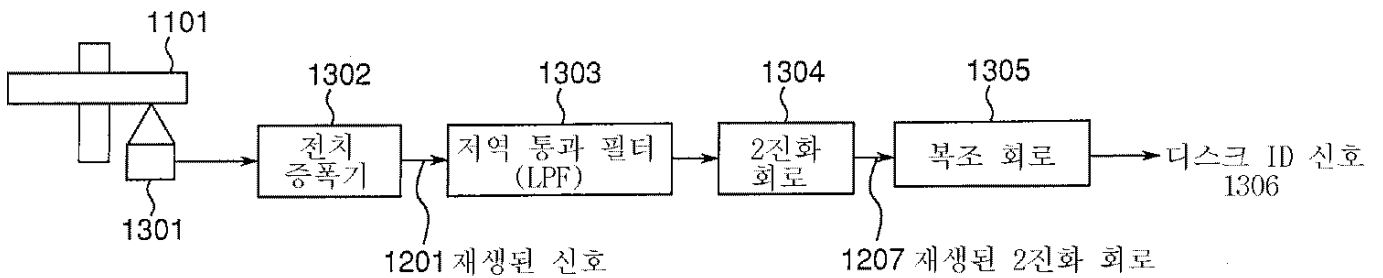 1101
1302
1303
1304
1305
전치
증폭기
저역 통과 필터
(LPF)
2진화
회로
복조 회로
디스크 ID 신호
1306
1301
1201 재생된 신호
1207 재생된 2진화 회로